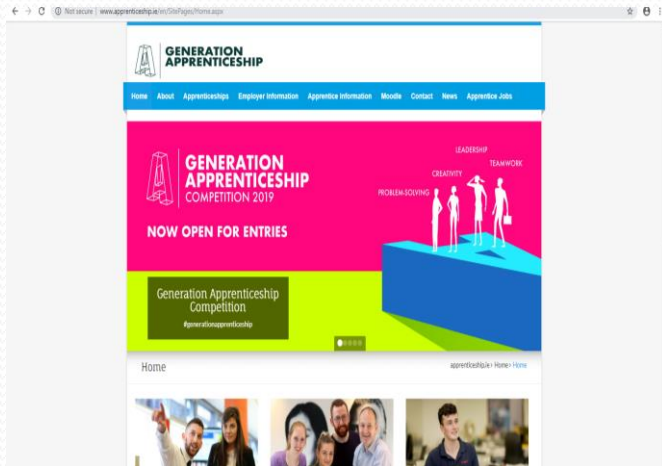 Not secure | www.apprenticeship.ie/en/SitePages/Home.aspx
GENERATION
APPRENTICESHIP
Home About Apprenticeships Employer Information Apprentice Information Moodle Contact News Apprentice Jobs
GENERATION
APPRENTICESHIP
COMPETITION 2019
NOW OPEN FOR ENTRIES
LEADERSHIP
TEAMWORK
CREATIVITY
PROBLEM-SOLVING
Generation Apprenticeship
Competition
#generationapprenticeship
Home
apprenticeship.ie › Home › Home